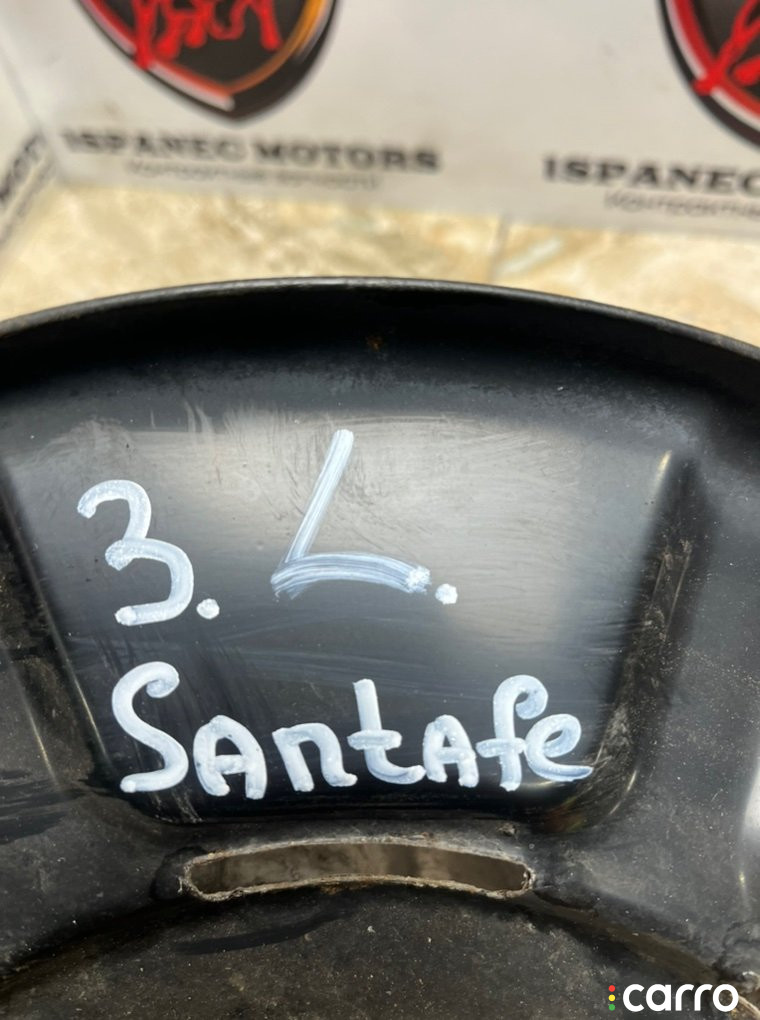 ISPANEC MOTORS
ISPANEC
3. L.
Santafe
carro